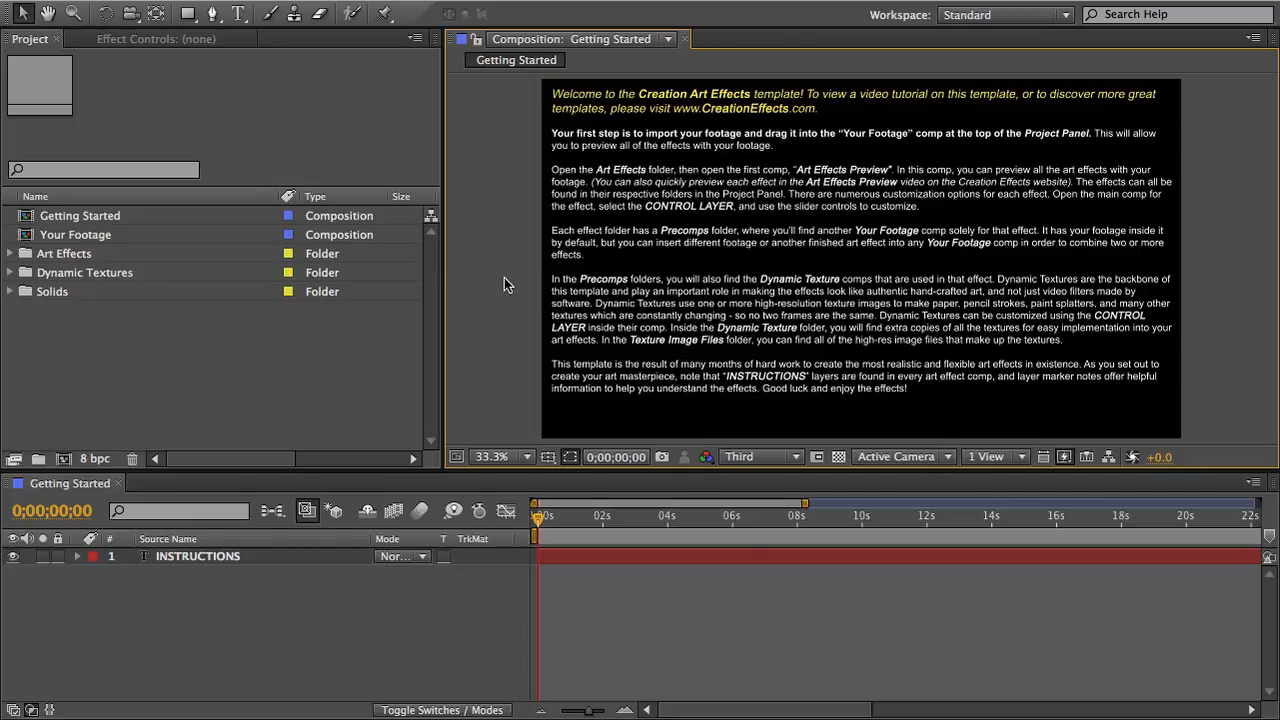 Workspace: Standard
Search Help
Project
Effect Controls: (none)
Composition: Getting Started
Getting Started
Welcome to the Creation Art Effects template! To view a video tutorial on this template, or to discover more great
templates, please visit www.CreationEffects.com.
Your first step is to import your footage and drag it into the "Your Footage" comp at the top of the Project Panel. This will allow
you to preview all of the effects with your footage.
Open the Art Effects folder, then open the first comp, "Art Effects Preview". In this comp, you can preview all the art effects with your
footage. (You can also quickly preview each effect in the Art Effects Preview video on the Creation Effects website). The effects can all be
found in their respective folders in the Project Panel. There are numerous customization options for each effect. Open the main comp for
the effect, select the CONTROL LAYER, and use the slider controls to customize.
Each effect folder has a Precomps folder, where you'll find another Your Footage comp solely for that effect. It has your footage inside it
by default, but you can insert different footage or another finished art effect into any Your Footage comp in order to combine two or more
effects.
In the Precomps folders, you will also find the Dynamic Texture comps that are used in that effect. Dynamic Textures are the backbone of
this template and play an important role in making the effects look like authentic hand-crafted art, and not just video filters made by
software. Dynamic Textures use one or more high-resolution texture images to make paper, pencil strokes, paint splatters, and many other
textures which are constantly changing - so no two frames are the same. Dynamic Textures can be customized using the CONTROL
LAYER inside their comp. Inside the Dynamic Texture folder, you will find extra copies of all the textures for easy implementation into your
art effects. In the Texture Image Files folder, you can find all of the high-res image files that make up the textures.
This template is the result of many months of hard work to create the most realistic and flexible art effects in existence. As you set out to
create your art masterpiece, note that "INSTRUCTIONS" layers are found in every art effect comp, and layer marker notes offer helpful
information to help you understand the effects. Good luck and enjoy the effects!
Name Type Size
Getting Started Composition
Your Footage Composition
Art Effects Folder
Dynamic Textures Folder
Solids Folder
8 bpc
33.3% 0;00;00;00 Third Active Camera 1 View +0.0
Getting Started
0;00;00;00
00s 02s 04s 06s 08s 10s 12s 14s 16s 18s 20s 22s
# Source Name Mode T TrkMat
1 T INSTRUCTIONS Nor...
Toggle Switches / Modes